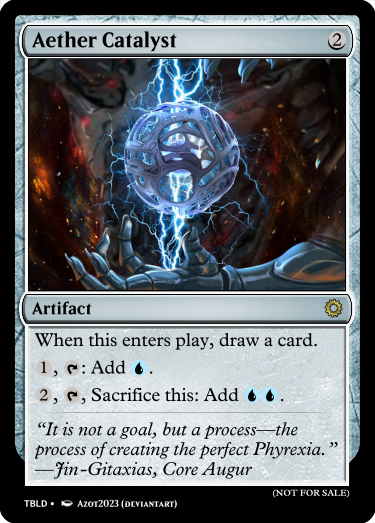 Aether Catalyst 2
Artifact
When this enters play, draw a card.
1, : Add .
2, , Sacrifice this: Add .
“It is not a goal, but a process—the
process of creating the perfect Phyrexia.”
—Jin-Gitaxias, Core Augur
(NOT FOR SALE)
TBLD • Azot2023 (deviantart)